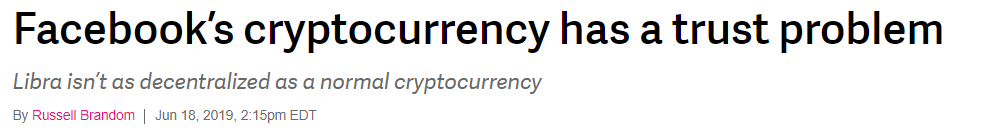 Facebook’s cryptocurrency has a trust problem
Libra isn’t as decentralized as a normal cryptocurrency
By Russell Brandom | Jun 18, 2019, 2:15pm EDT